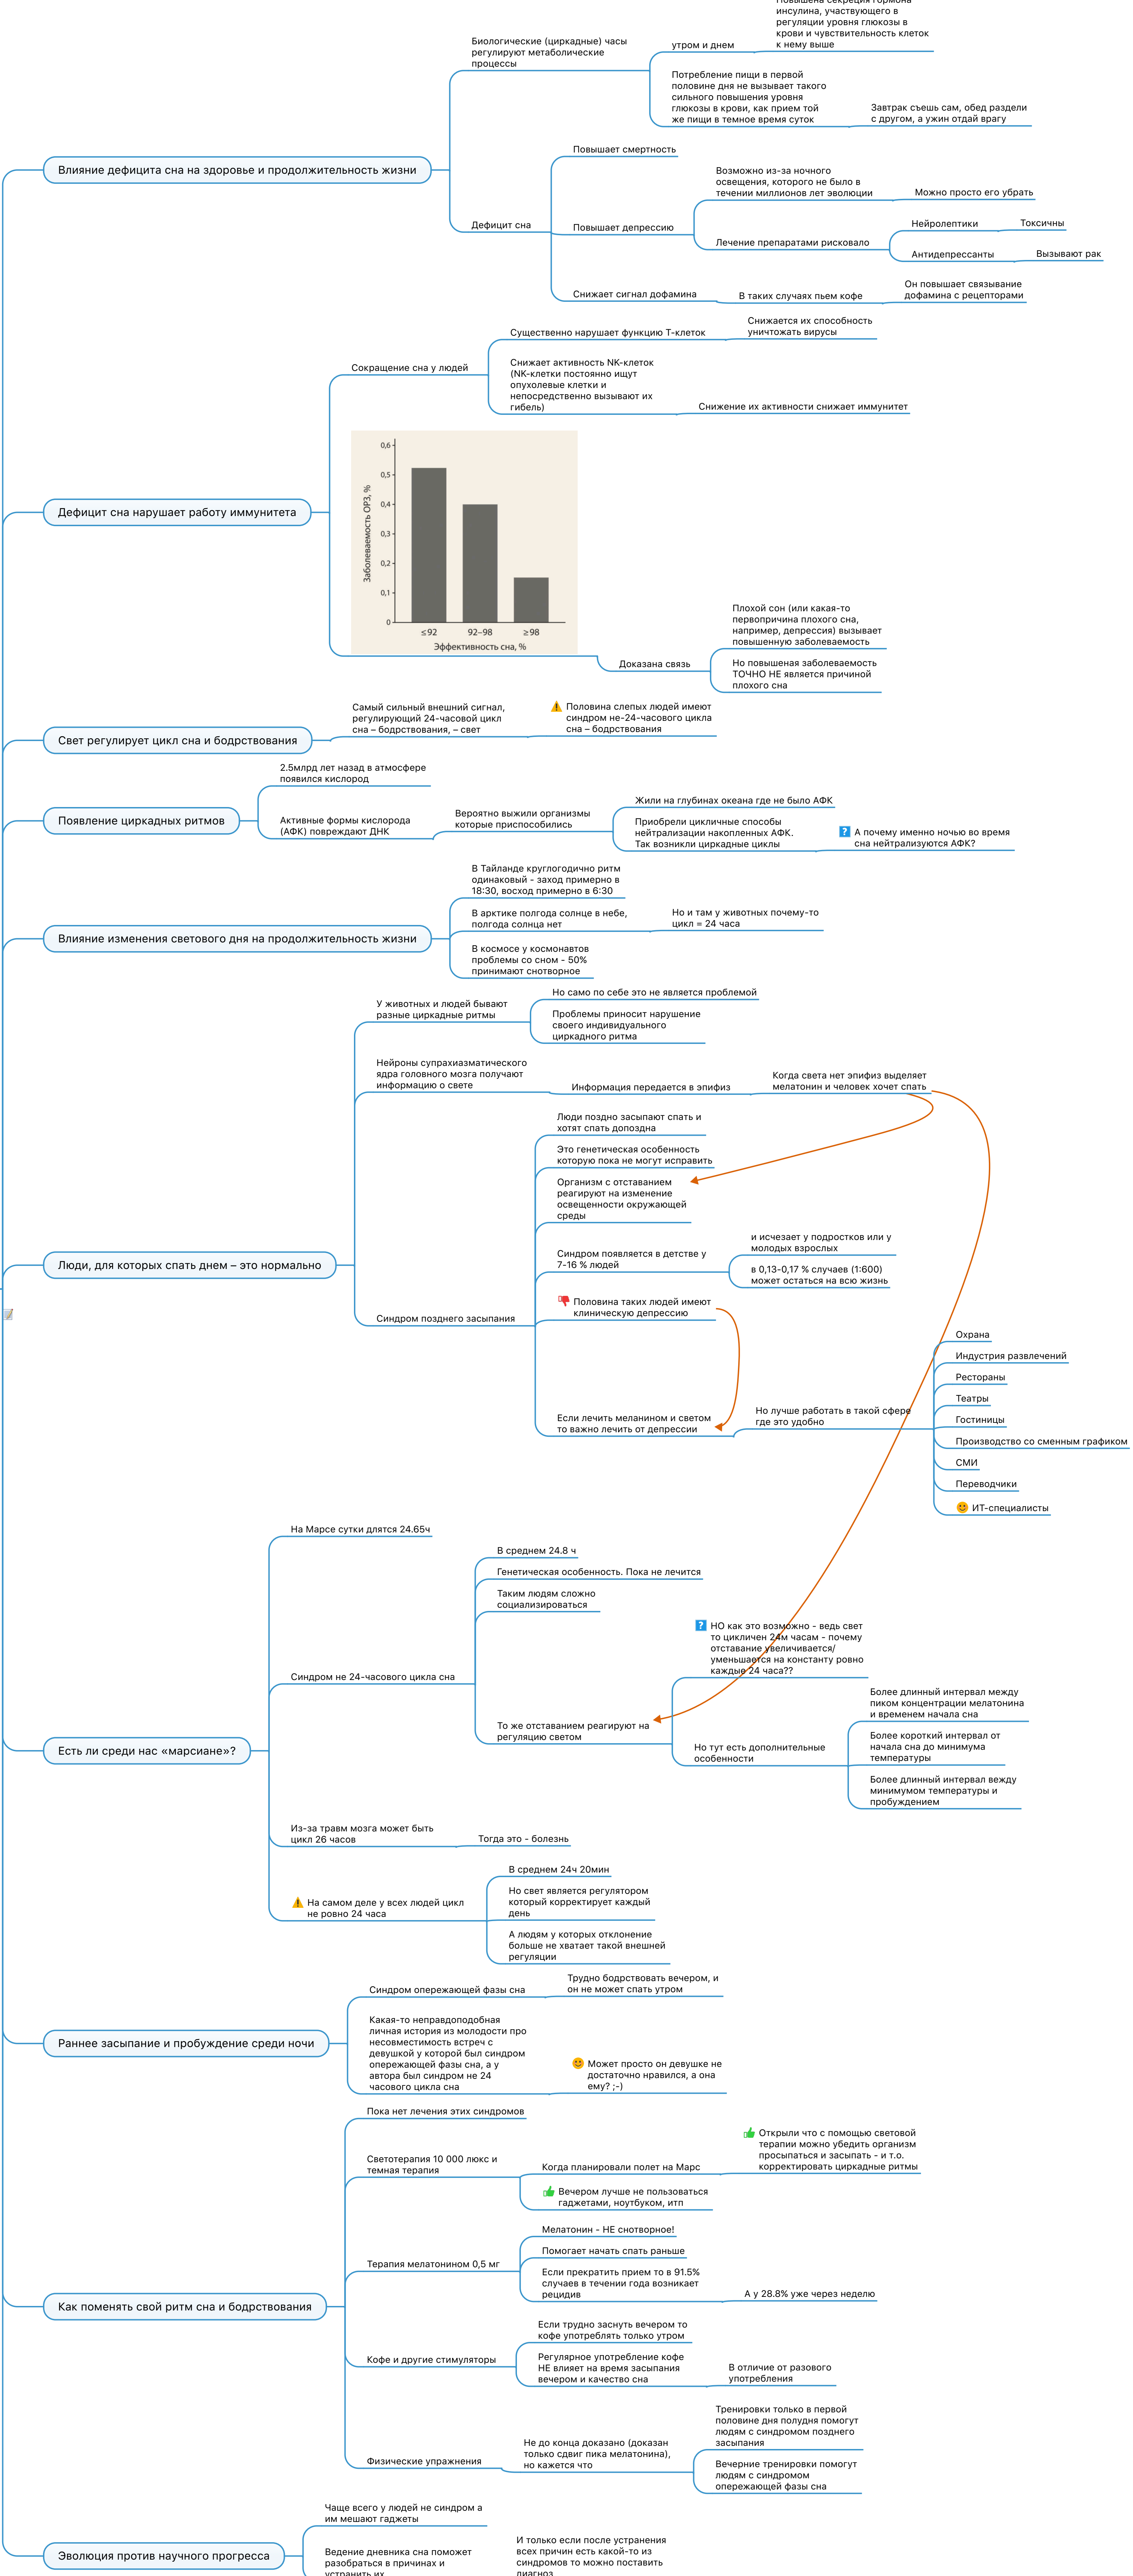 Повышена секреция гормона
инсулина, участвующего в
регуляции уровня глюкозы в
крови и чувствительность клеток
к нему выше
утром и днем
Биологические (циркадные) часы
регулируют метаболические
процессы
Потребление пищи в первой
половине дня не вызывает такого
сильного повышения уровня
глюкозы в крови, как прием той
же пищи в темное время суток
Завтрак съешь сам, обед раздели
с другом, а ужин отдай врагу
Влияние дефицита сна на здоровье и продолжительность жизни
Дефицит сна
Повышает смертность
Повышает депрессию
Возможно из-за ночного
освещения, которого не было в
течении миллионов лет эволюции
Можно просто его убрать
Лечение препаратами рисковало
Нейролептики
Токсичны
Антидепрессанты
Вызывают рак
Снижает сигнал дофамина
В таких случаях пьем кофе
Он повышает связывание
дофамина с рецепторами
Дефицит сна нарушает работу иммунитета
Сокращение сна у людей
Существенно нарушает функцию Т-клеток
Снижается их способность
уничтожать вирусы
Снижает активность NK-клеток
(NK-клетки постоянно ищут
опухолевые клетки и
непосредственно вызывают их
гибель)
Снижение их активности снижает иммунитет
Заболеваемость ОРЗ, %
0,6
0,5
0,4
0,3
0,2
0,1
0
≤92
92–98
≥98
Эффективность сна, %
Доказана связь
Плохой сон (или какая-то
первопричина плохого сна,
например, депрессия) вызывает
повышенную заболеваемость
Но повышеная заболеваемость
ТОЧНО НЕ является причиной
плохого сна
Свет регулирует цикл сна и бодрствования
Самый сильный внешний сигнал,
регулирующий 24-часовой цикл
сна – бодрствования, – свет
Половина слепых людей имеют
синдром не-24-часового цикла
сна – бодрствования
Появление циркадных ритмов
2.5млрд лет назад в атмосфере
появился кислород
Активные формы кислорода
(АФК) повреждают ДНК
Вероятно выжили организмы
которые приспособились
Жили на глубинах океана где не было АФК
Приобрели цикличные способы
нейтрализации накопленных АФК.
Так возникли циркадные циклы
? А почему именно ночью во время
сна нейтрализуются АФК?
Влияние изменения светового дня на продолжительность жизни
В Тайланде круглогодично ритм
одинаковый - заход примерно в
18:30, восход примерно в 6:30
В арктике полгода солнце в небе,
полгода солнца нет
Но и там у животных почему-то
цикл = 24 часа
В космосе у космонавтов
проблемы со сном - 50%
принимают снотворное
Люди, для которых спать днем – это нормально
У животных и людей бывают
разные циркадные ритмы
Но само по себе это не является проблемой
Проблемы приносит нарушение
своего индивидуального
циркадного ритма
Нейроны супрахиазматического
ядра головного мозга получают
информацию о свете
Информация передается в эпифиз
Когда света нет эпифиз выделяет
мелатонин и человек хочет спать
Синдром позднего засыпания
Люди поздно засыпают спать и
хотят спать допоздна
Это генетическая особенность
которую пока не могут исправить
Организм с отставанием
реагируют на изменение
освещенности окружающей
среды
Синдром появляется в детстве у
7-16 % людей
и исчезает у подростков или у
молодых взрослых
в 0,13-0,17 % случаев (1:600)
может остаться на всю жизнь
Половина таких людей имеют
клиническую депрессию
Если лечить меланином и светом
то важно лечить от депрессии
Но лучше работать в такой сфере
где это удобно
Охрана
Индустрия развлечений
Рестораны
Театры
Гостиницы
Производство со сменным графиком
СМИ
Переводчики
ИТ-специалисты
Есть ли среди нас «марсиане»?
На Марсе сутки длятся 24.65ч
Синдром не 24-часового цикла сна
В среднем 24.8 ч
Генетическая особенность. Пока не лечится
Таким людям сложно
социализироваться
То же отставанием реагируют на
регуляцию светом
? НО как это возможно - ведь свет
то цикличен 24м часам - почему
отставание увеличивается/
уменьшается на константу ровно
каждые 24 часа??
Но тут есть дополнительные
особенности
Более длинный интервал между
пиком концентрации мелатонина
и временем начала сна
Более короткий интервал от
начала сна до минимума
температуры
Более длинный интервал вежду
минимумом температуры и
пробуждением
Из-за травм мозга может быть
цикл 26 часов
Тогда это - болезнь
На самом деле у всех людей цикл
не ровно 24 часа
В среднем 24ч 20мин
Но свет является регулятором
который корректирует каждый
день
А людям у которых отклонение
больше не хватает такой внешней
регуляции
Раннее засыпание и пробуждение среди ночи
Синдром опережающей фазы сна
Трудно бодрствовать вечером, и
он не может спать утром
Какая-то неправдоподобная
личная история из молодости про
несовместимость встреч с
девушкой у которой был синдром
опережающей фазы сна, а у
автора был синдром не 24
часового цикла сна
Может просто он девушке не
достаточно нравился, а она
ему? ;-)
Как поменять свой ритм сна и бодрствования
Пока нет лечения этих синдромов
Светотерапия 10 000 люкс и
темная терапия
Когда планировали полет на Марс
Открыли что с помощью световой
терапии можно убедить организм
просыпаться и засыпать - и т.о.
корректировать циркадные ритмы
Вечером лучше не пользоваться
гаджетами, ноутбуком, итп
Терапия мелатонином 0,5 мг
Мелатонин - НЕ снотворное!
Помогает начать спать раньше
Если прекратить прием то в 91.5%
случаев в течении года возникает
рецидив
А у 28.8% уже через неделю
Кофе и другие стимуляторы
Если трудно заснуть вечером то
кофе употреблять только утром
Регулярное употребление кофе
НЕ влияет на время засыпания
вечером и качество сна
В отличие от разового
употребления
Физические упражнения
Не до конца доказано (доказан
только сдвиг пика мелатонина),
но кажется что
Тренировки только в первой
половине дня полудня помогут
людям с синдромом позднего
засыпания
Вечерние тренировки помогут
людям с синдромом
опережающей фазы сна
Эволюция против научного прогресса
Чаще всего у людей не синдром а
им мешают гаджеты
Ведение дневника сна поможет
разобраться в причинах и
устранить их
И только если после устранения
всех причин есть какой-то из
синдромов то можно поставить
диагноз